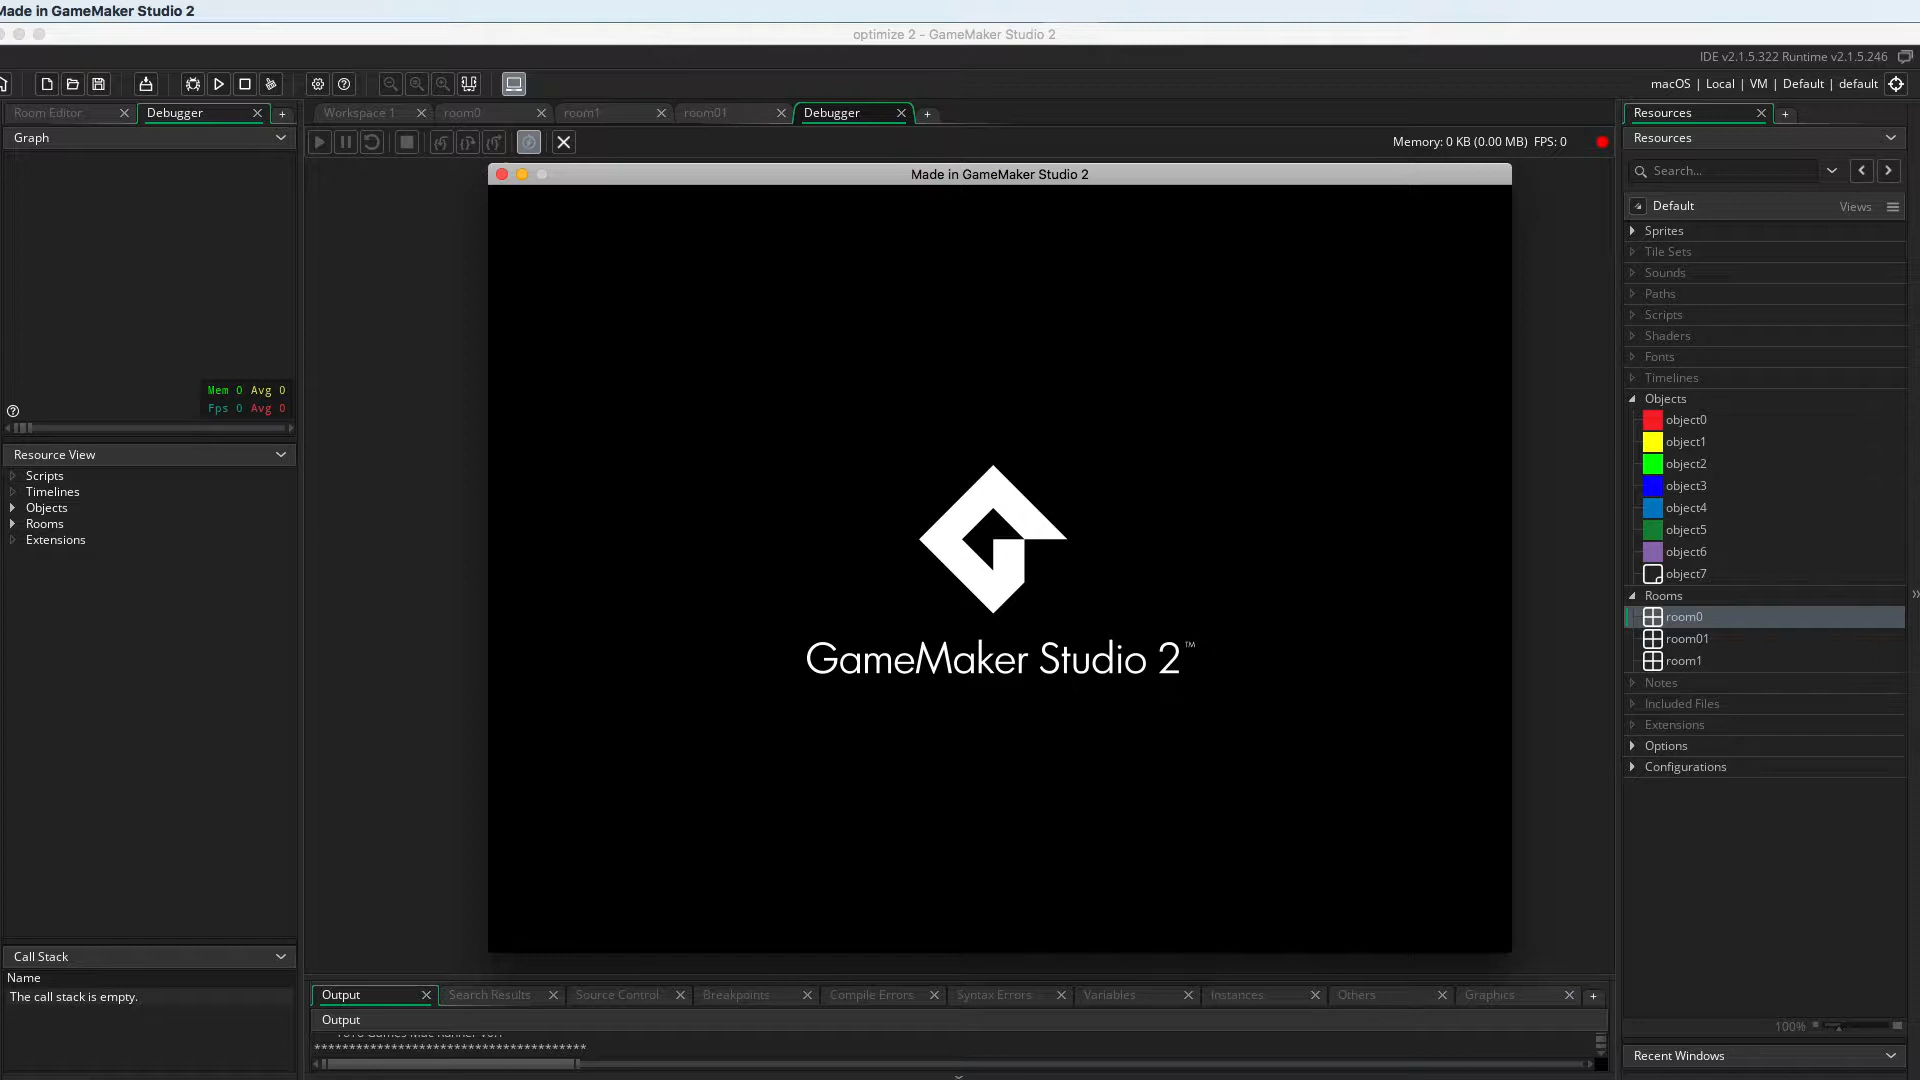 Made in GameMaker Studio 2
optimize 2 - GameMaker Studio 2
IDE v2.1.5.322 Runtime v2.1.5.246
macOS | Local | VM | Default | default
Room Editor
Debugger
Workspace 1
room0
room1
room01
Debugger
Resources
Graph
Memory: 0 KB (0.00 MB) FPS: 0
Resources
Search...
Made in GameMaker Studio 2
Default
Views
Sprites
Tile Sets
Sounds
Paths
Scripts
Shaders
Fonts
Timelines
Objects
object0
object1
object2
object3
object4
object5
object6
object7
Rooms
room0
room01
room1
Notes
Included Files
Extensions
Options
Configurations
Mem 0 Avg 0
Fps 0 Avg 0
Resource View
Scripts
Timelines
Objects
Rooms
Extensions
GameMaker Studio 2™
Call Stack
Name
The call stack is empty.
Output
Search Results
Source Control
Breakpoints
Compile Errors
Syntax Errors
Variables
Instances
Others
Graphics
Output
***************************************
100%
Recent Windows